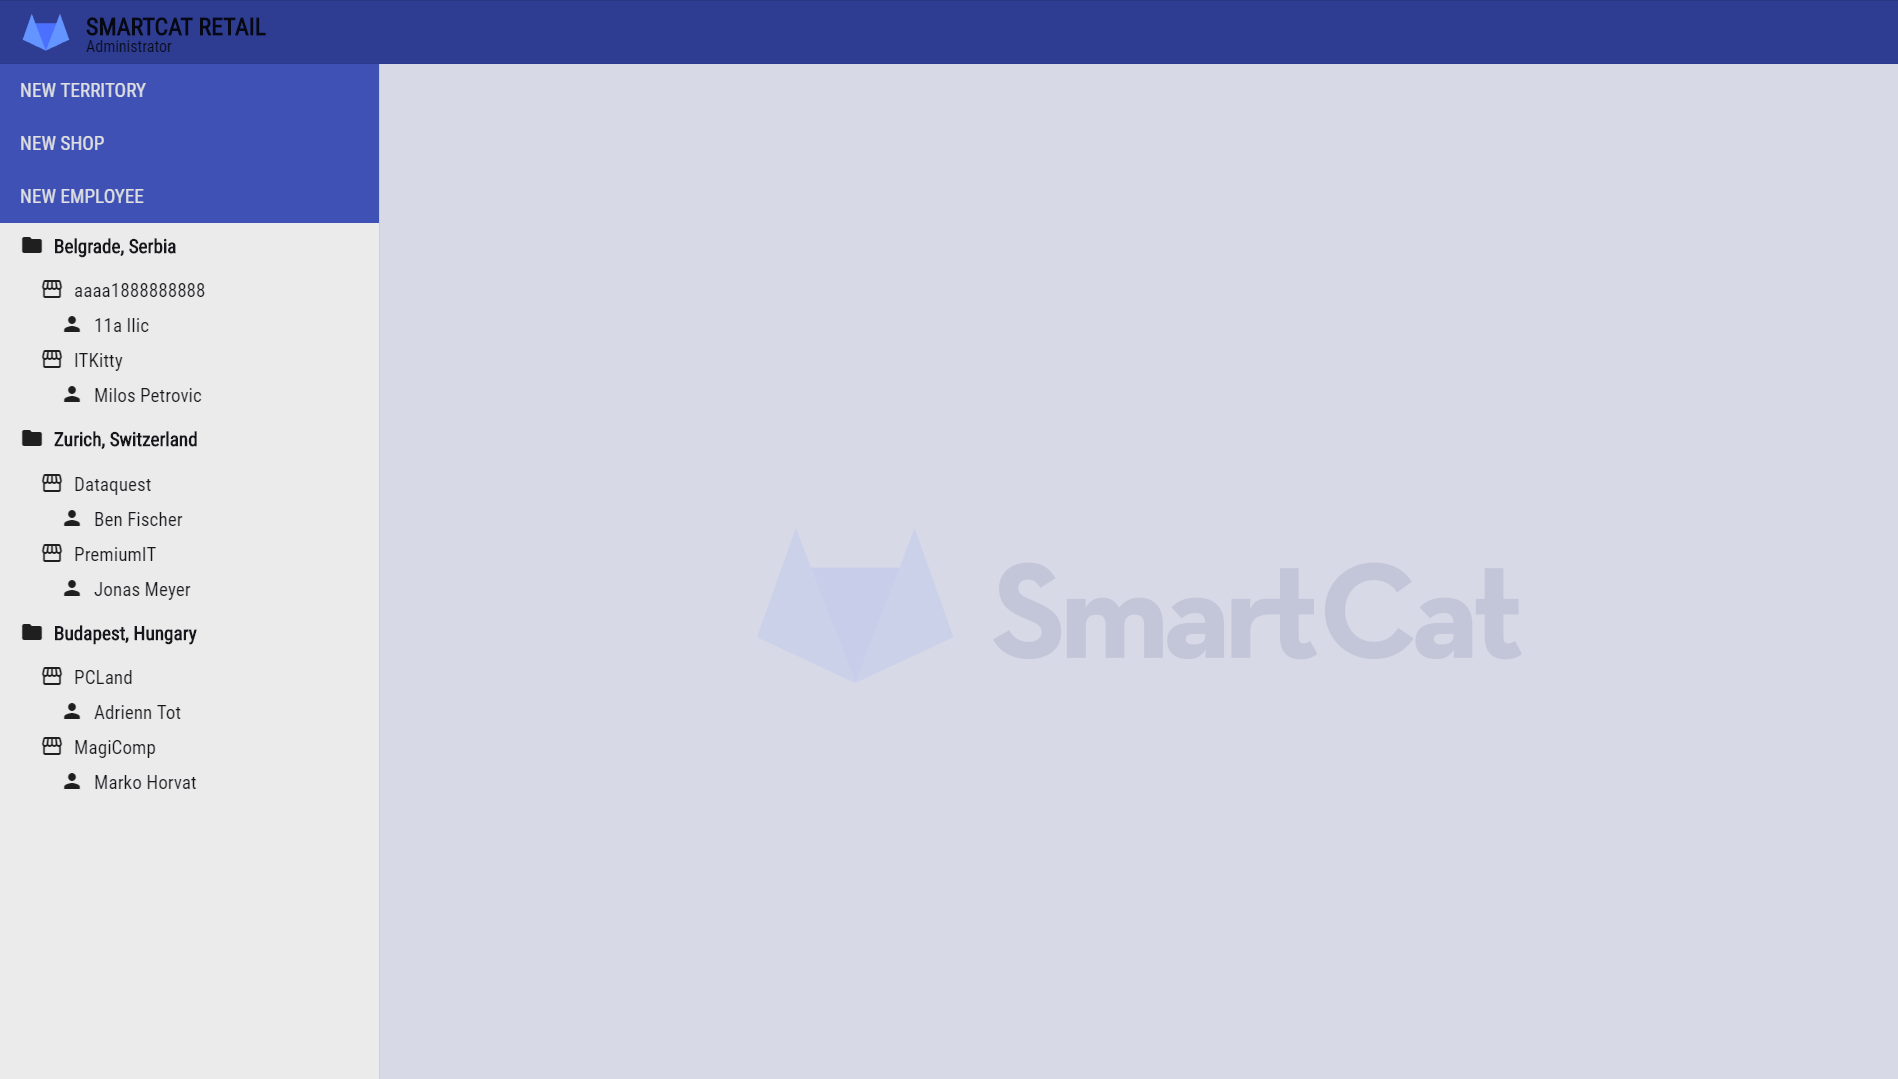 SMARTCAT RETAIL
Administrator
NEW TERRITORY
NEW SHOP
NEW EMPLOYEE
Belgrade, Serbia
aaaa1888888888
11a Ilic
ITKitty
Milos Petrovic
Zurich, Switzerland
Dataquest
Ben Fischer
PremiumIT
Jonas Meyer
Budapest, Hungary
PCLand
Adrienn Tot
MagiComp
Marko Horvat
SmartCat